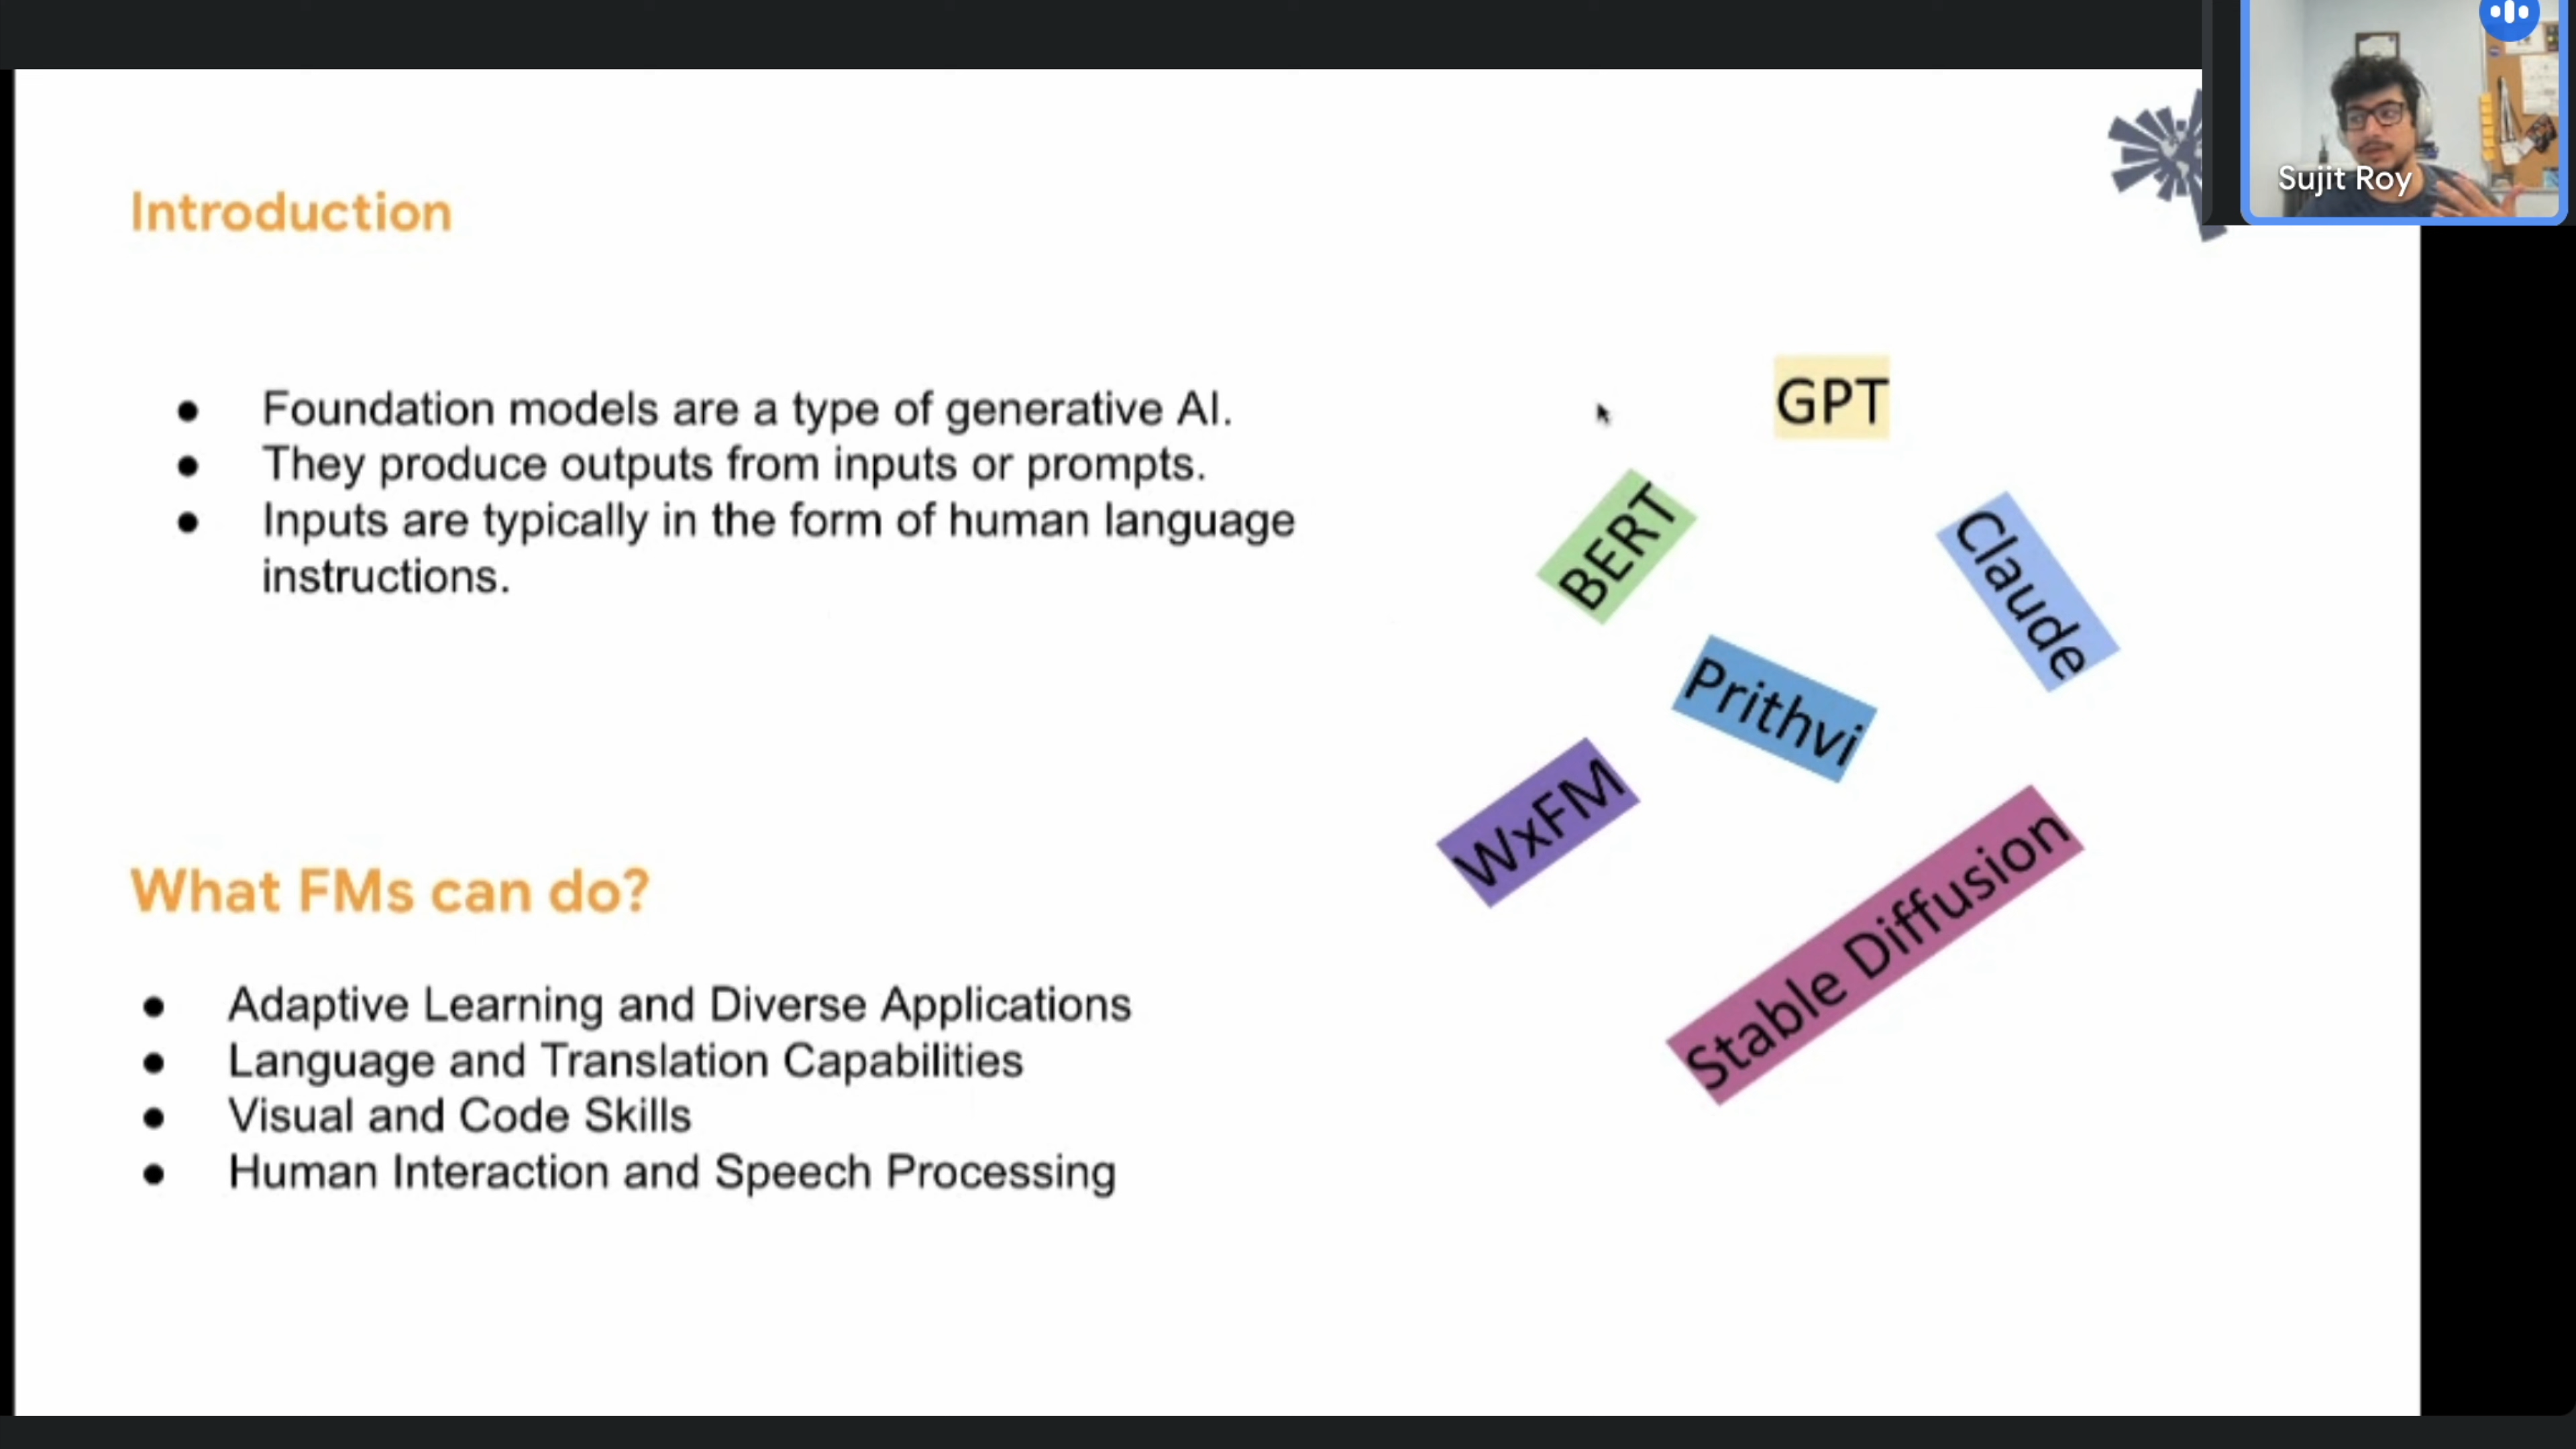 Sujit Roy
Introduction
● Foundation models are a type of generative AI.
● They produce outputs from inputs or prompts.
● Inputs are typically in the form of human language
instructions.
What FMs can do?
● Adaptive Learning and Diverse Applications
● Language and Translation Capabilities
● Visual and Code Skills
● Human Interaction and Speech Processing
GPT
BERT
Claude
Prithvi
WxFM
Stable Diffusion